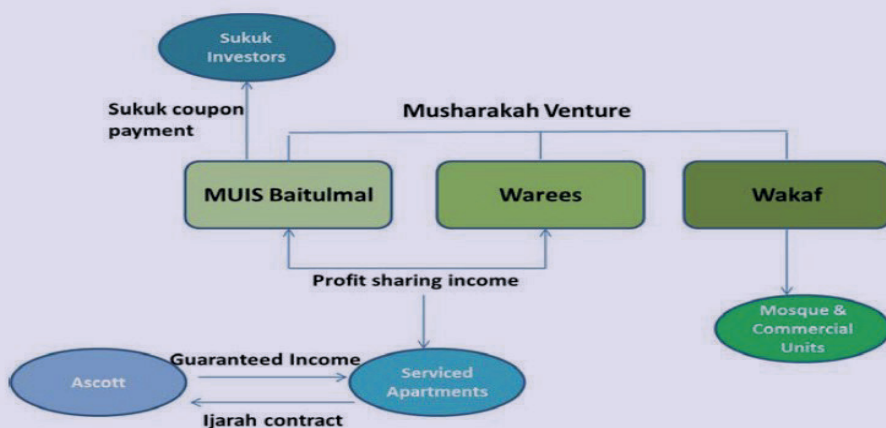 Sukuk
Investors
Sukuk coupon
payment
Musharakah Venture
MUIS Baitulmal
Warees
Wakaf
Profit sharing income
Mosque &
Commercial
Units
Guaranteed Income
Ascott
Serviced
Apartments
Ijarah contract